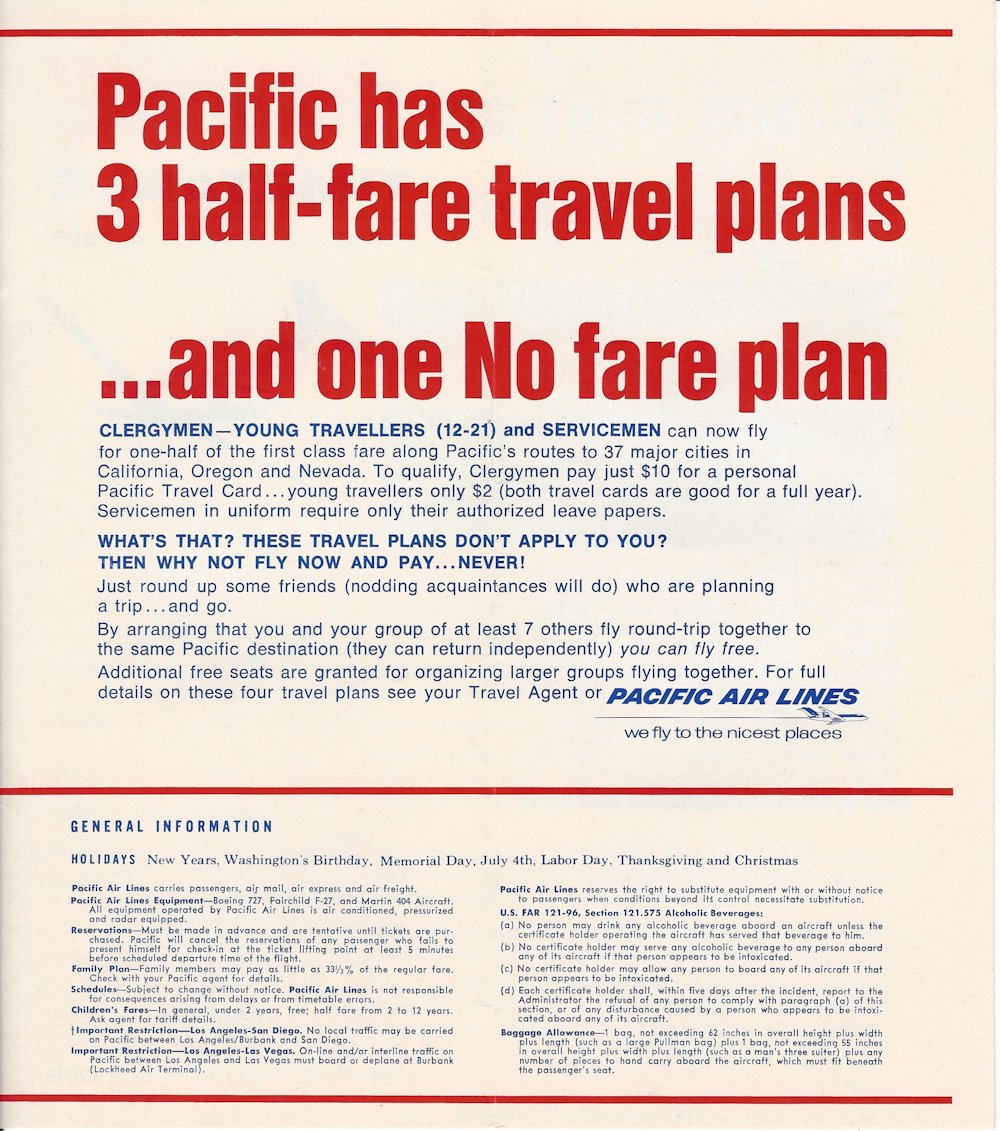 Pacific has
3 half-fare travel plans
...and one No fare plan
CLERGYMEN—YOUNG TRAVELLERS (12-21) and SERVICEMEN can now fly
for one-half of the first class fare along Pacific's routes to 37 major cities in
California, Oregon and Nevada. To qualify, Clergymen pay just $10 for a personal
Pacific Travel Card...young travellers only $2 (both travel cards are good for a full year).
Servicemen in uniform require only their authorized leave papers.
WHAT'S THAT? THESE TRAVEL PLANS DON'T APPLY TO YOU?
THEN WHY NOT FLY NOW AND PAY...NEVER!
Just round up some friends (nodding acquaintances will do) who are planning
a trip...and go.
By arranging that you and your group of at least 7 others fly round-trip together to
the same Pacific destination (they can return independently) you can fly free.
Additional free seats are granted for organizing larger groups flying together. For full
details on these four travel plans see your Travel Agent or PACIFIC AIR LINES
we fly to the nicest places
GENERAL INFORMATION
HOLIDAYS New Years, Washington's Birthday, Memorial Day, July 4th, Labor Day, Thanksgiving and Christmas
Pacific Air Lines carries passengers, air mail, air express and air freight.
Pacific Air Lines Equipment—Boeing 727, Fairchild F-27, and Martin 404 Aircraft.
All equipment operated by Pacific Air Lines is air conditioned, pressurized
and radar equipped.
Reservations—Must be made in advance and are tentative until tickets are pur-
chased. Pacific will cancel the reservations of any passenger who fails to
present himself for check-in at the ticket lifting point at least 5 minutes
before scheduled departure time of the flight.
Family Plan—Family members may pay as little as 33⅓% of the regular fare.
Check with your Pacific agent for details.
Schedules—Subject to change without notice. Pacific Air Lines is not responsible
for consequences arising from delays or from timetable errors.
Children's Fares—In general, under 2 years, free; half fare from 2 to 12 years.
Ask agent for tariff details.
‡Important Restriction—Los Angeles-San Diego. No local traffic may be carried
on Pacific between Los Angeles/Burbank and San Diego.
Important Restriction—Los Angeles-Las Vegas. On-line and/or interline traffic on
Pacific between Los Angeles and Las Vegas must board or deplane at Burbank
(Lockheed Air Terminal).
Pacific Air Lines reserves the right to substitute equipment with or without notice
to passengers when conditions beyond its control necessitate substitution.
U.S. FAR 121-96, Section 121.575 Alcoholic Beverages:
(a) No person may drink any alcoholic beverage aboard an aircraft unless the
certificate holder operating the aircraft has served that beverage to him.
(b) No certificate holder may serve any alcoholic beverage to any person aboard
any of its aircraft if that person appears to be intoxicated.
(c) No certificate holder may allow any person to board any of its aircraft if that
person appears to be intoxicated.
(d) Each certificate holder shall, within five days after the incident, report to the
Administrator the refusal of any person to comply with paragraph (a) of this
section, or of any disturbance caused by a person who appears to be intoxi-
cated aboard any of its aircraft.
Baggage Allowance—1 bag, not exceeding 62 inches in overall height plus width
plus length (such as a large Pullman bag) plus 1 bag, not exceeding 55 inches
in overall height plus width plus length (such as a man's three suiter) plus any
number of pieces to hand carry aboard the aircraft, which must fit beneath
the passenger's seat.